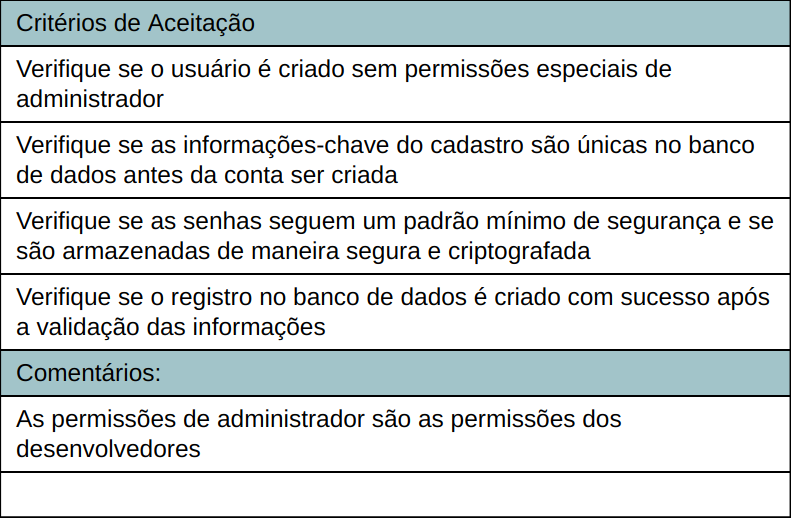 Critérios de Aceitação
Verifique se o usuário é criado sem permissões especiais de
administrador
Verifique se as informações-chave do cadastro são únicas no banco
de dados antes da conta ser criada
Verifique se as senhas seguem um padrão mínimo de segurança e se
são armazenadas de maneira segura e criptografada
Verifique se o registro no banco de dados é criado com sucesso após
a validação das informações
Comentários:
As permissões de administrador são as permissões dos
desenvolvedores